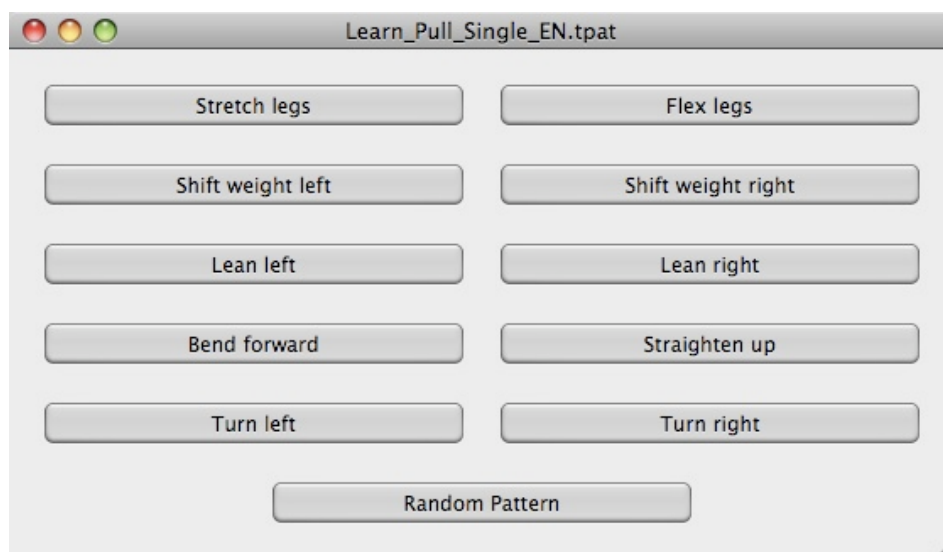 Learn_Pull_Single_EN.tpat
Stretch legs
Flex legs
Shift weight left
Shift weight right
Lean left
Lean right
Bend forward
Straighten up
Turn left
Turn right
Random Pattern